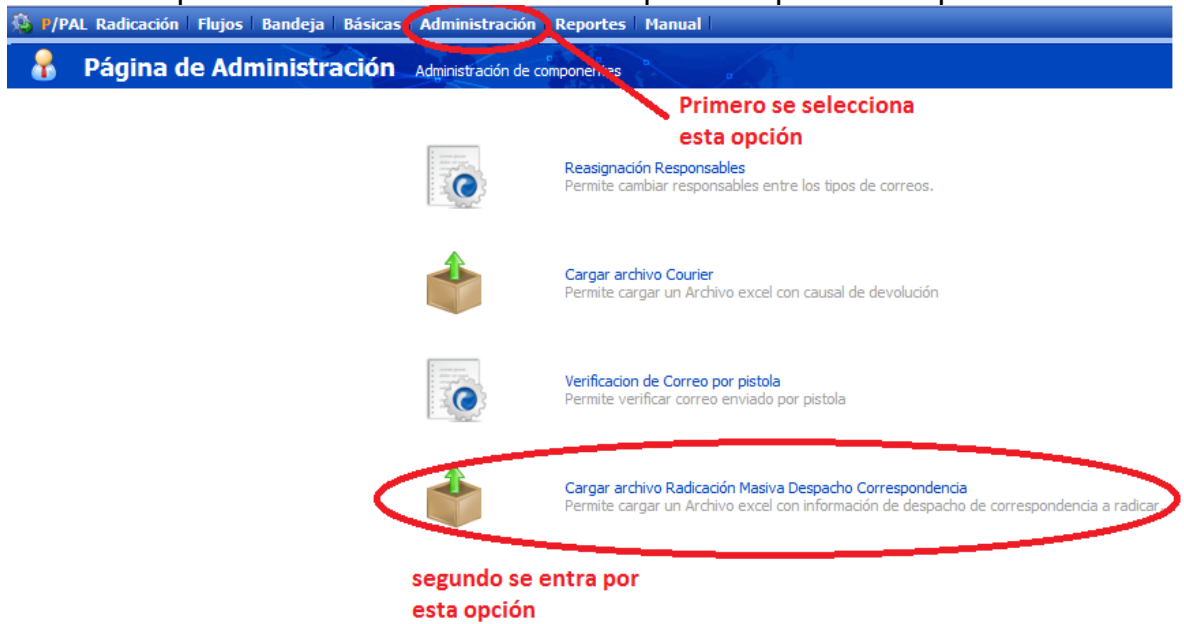 P/PAL Radicación Flujos Bandeja Básicas Administración Reportes Manual
Página de Administración Administración de componentes
Primero se selecciona
esta opción
Reasignación Responsables
Permite cambiar responsables entre los tipos de correos.
Cargar archivo Courier
Permite cargar un Archivo excel con causal de devolución
Verificacion de Correo por pistola
Permite verificar correo enviado por pistola
Cargar archivo Radicación Masiva Despacho Correspondencia
Permite cargar un Archivo excel con información de despacho de correspondencia a radicar.
segundo se entra por
esta opción